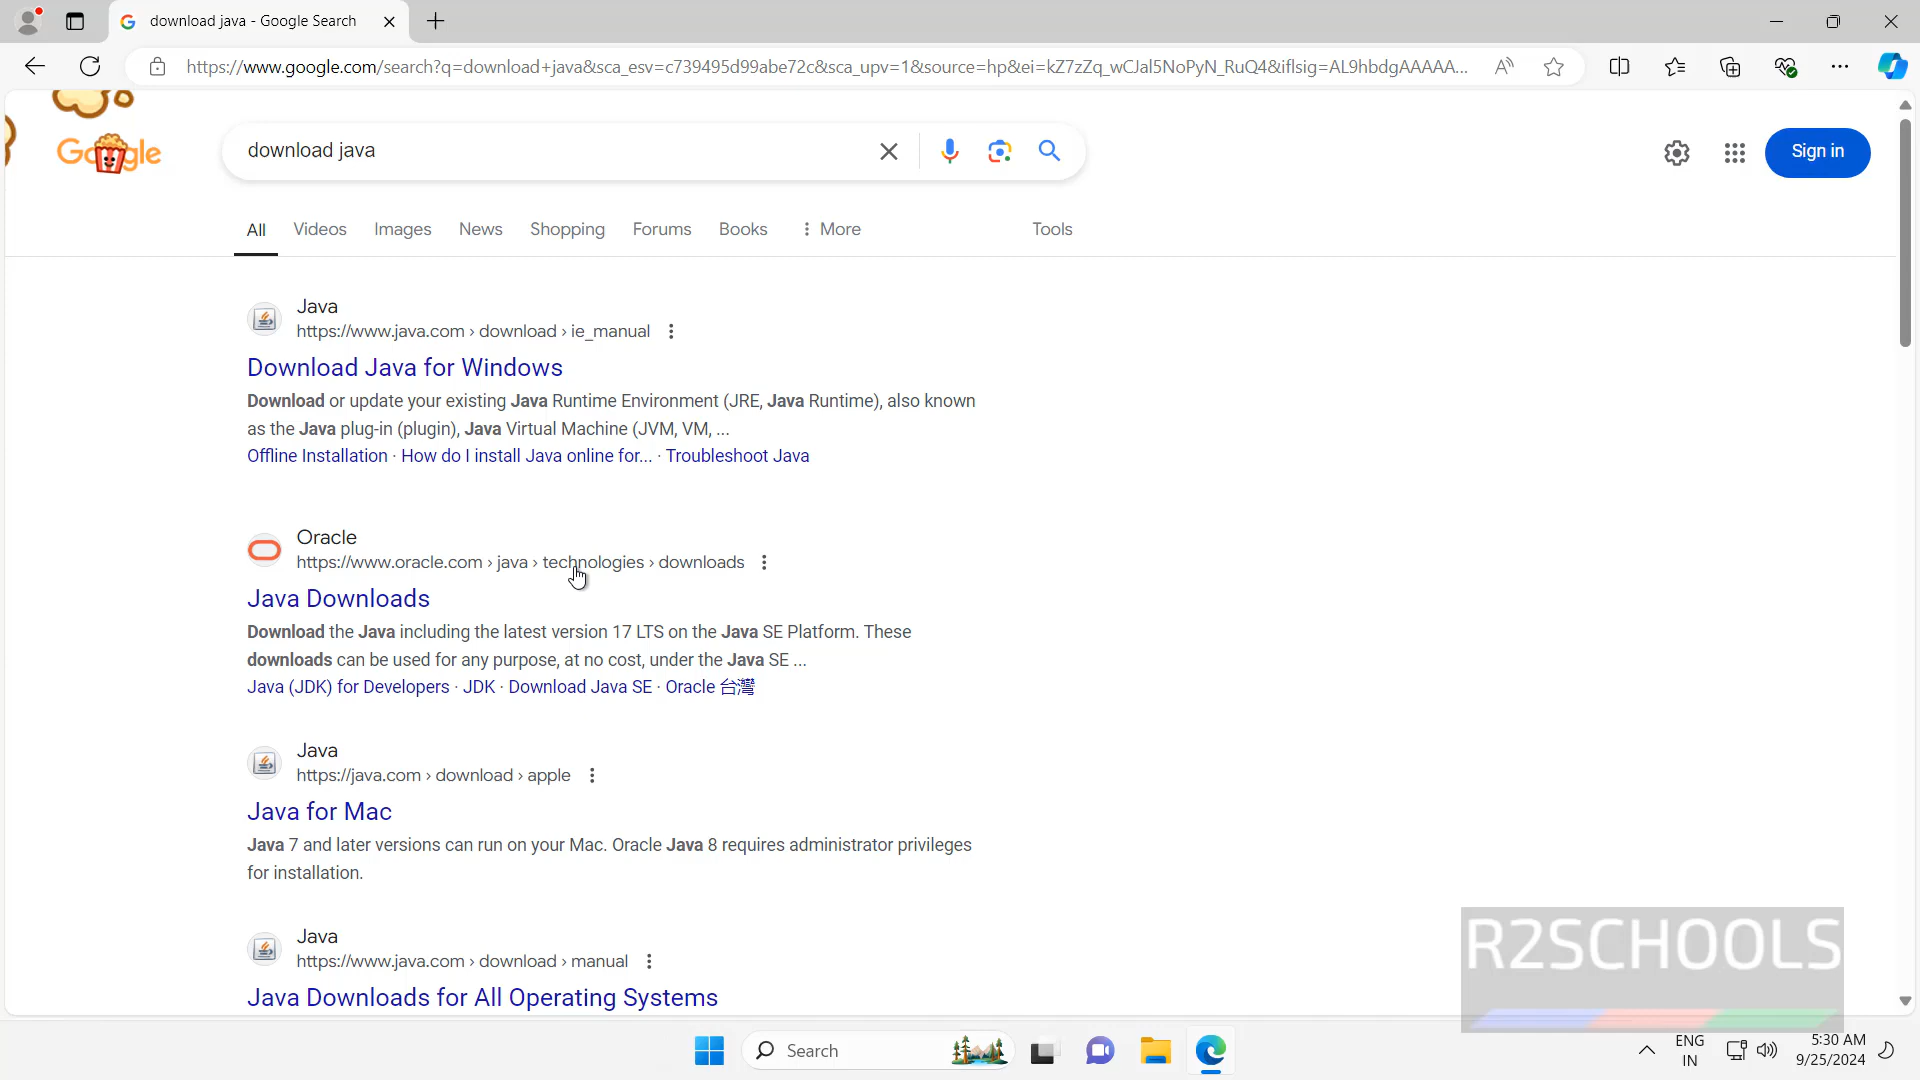 download java - Google Search
https://www.google.com/search?q=download+java&sca_esv=c739495d99abe72c&sca_upv=1&source=hp&ei=kZ7zZq_wCJal5NoPyN_RuQ4&iflsig=AL9hbdgAAAAA...
Google
download java
Sign in
All Videos Images News Shopping Forums Books More Tools
Java
https://www.java.com › download › ie_manual
Download Java for Windows
Download or update your existing Java Runtime Environment (JRE, Java Runtime), also known
as the Java plug-in (plugin), Java Virtual Machine (JVM, VM, ...
Offline Installation · How do I install Java online for... · Troubleshoot Java
Oracle
https://www.oracle.com › java › technologies › downloads
Java Downloads
Download the Java including the latest version 17 LTS on the Java SE Platform. These
downloads can be used for any purpose, at no cost, under the Java SE ...
Java (JDK) for Developers · JDK · Download Java SE · Oracle 台灣
Java
https://java.com › download › apple
Java for Mac
Java 7 and later versions can run on your Mac. Oracle Java 8 requires administrator privileges
for installation.
Java
https://www.java.com › download › manual
Java Downloads for All Operating Systems
R2SCHOOLS
Search
ENG
IN
5:30 AM
9/25/2024